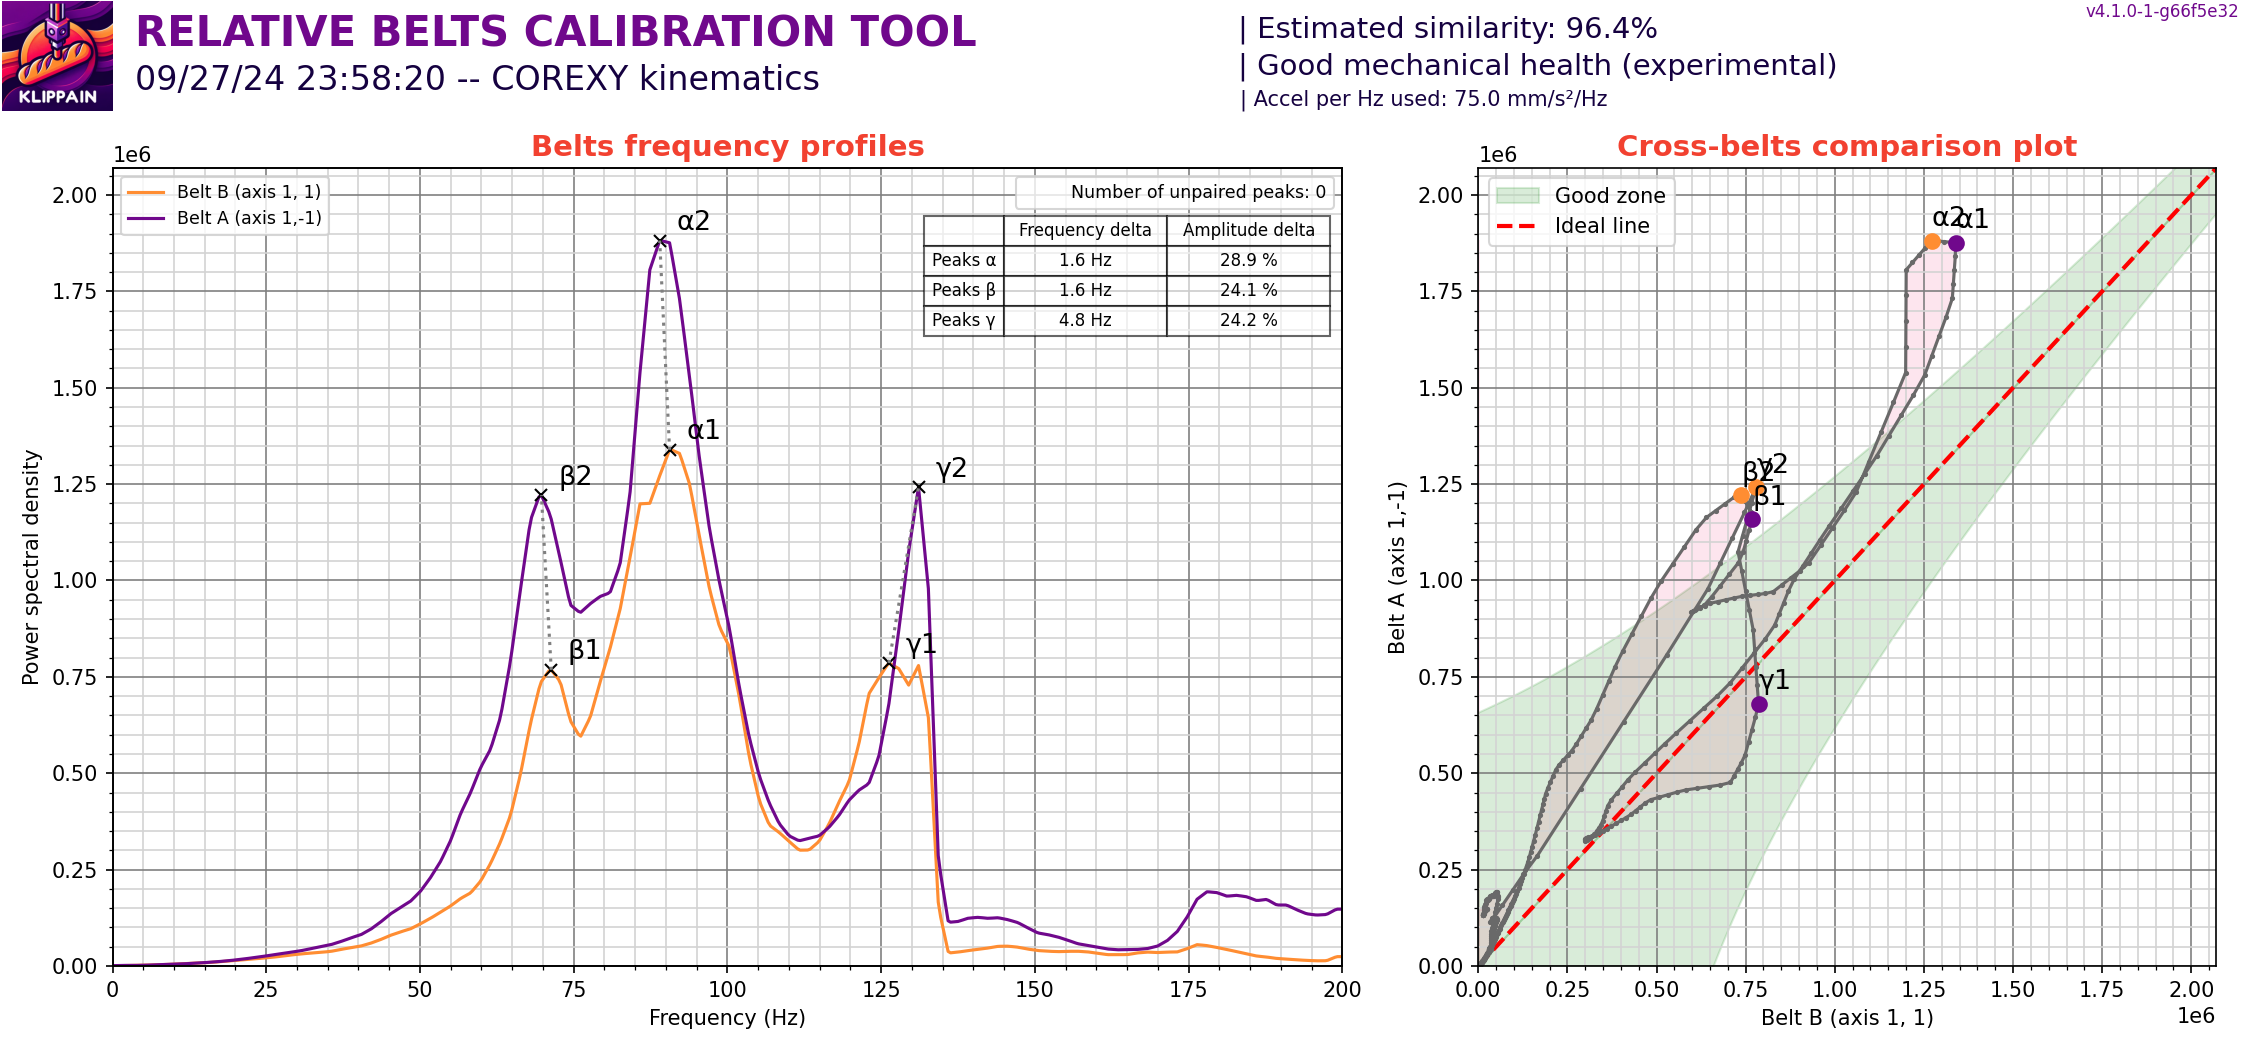 KLIPPAIN
RELATIVE BELTS CALIBRATION TOOL
09/27/24 23:58:20 -- COREXY kinematics
| Estimated similarity: 96.4%
| Good mechanical health (experimental)
| Accel per Hz used: 75.0 mm/s²/Hz
v4.1.0-1-g66f5e32
Belts frequency profiles
1e6
Belt B (axis 1, 1)
Belt A (axis 1,-1)
Number of unpaired peaks: 0
Frequency delta Amplitude delta
Peaks α 1.6 Hz 28.9 %
Peaks β 1.6 Hz 24.1 %
Peaks γ 4.8 Hz 24.2 %
α2
α1
β2
β1
γ2
γ1
2.00
1.75
1.50
1.25
1.00
0.75
0.50
0.25
0.00
Power spectral density
0 25 50 75 100 125 150 175 200
Frequency (Hz)
Cross-belts comparison plot
1e6
Good zone
Ideal line
α2
α1
γ2
β2
β1
γ1
2.00
1.75
1.50
1.25
1.00
0.75
0.50
0.25
0.00
Belt A (axis 1,-1)
0.00 0.25 0.50 0.75 1.00 1.25 1.50 1.75 2.00
Belt B (axis 1, 1)
1e6